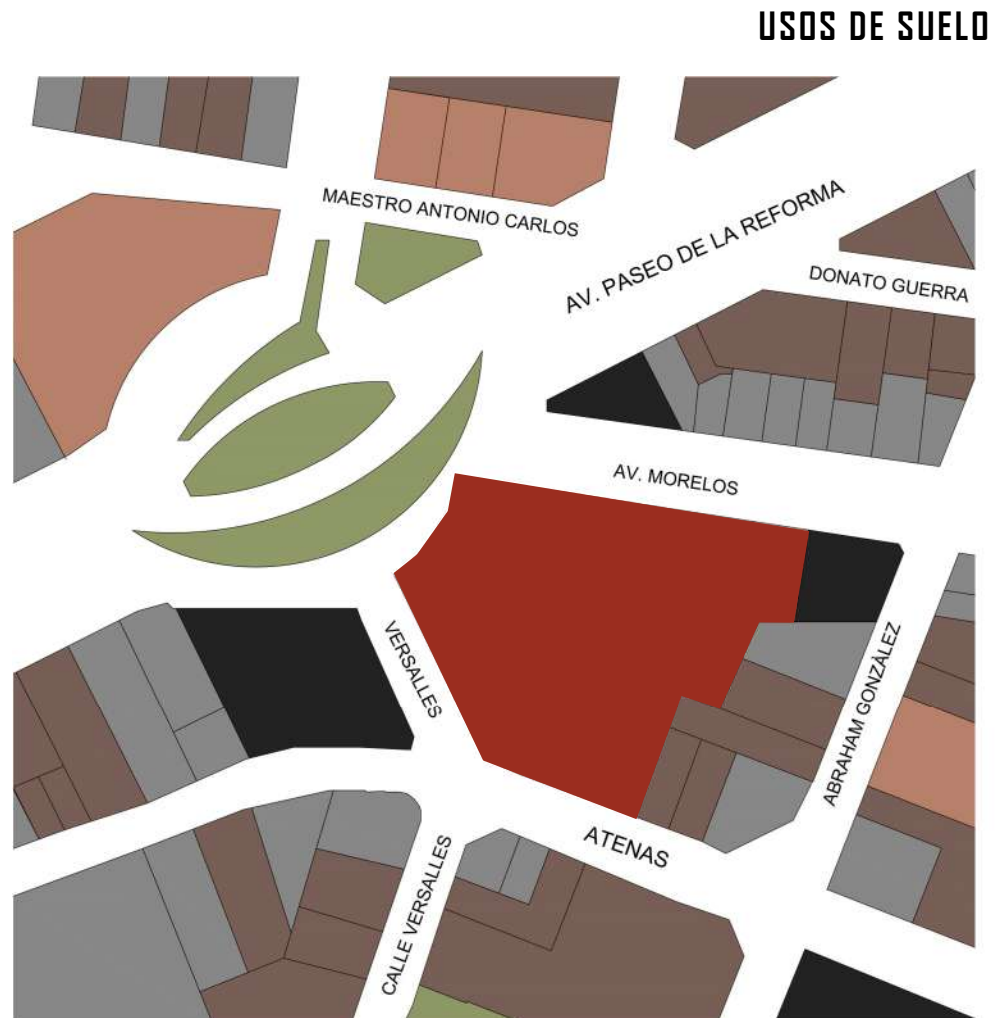 USOS DE SUELO
MAESTRO ANTONIO CARLOS
AV. PASEO DE LA REFORMA
DONATO GUERRA
AV. MORELOS
VERSALLES
ABRAHAM GONZÀLEZ
ATENAS
CALLE VERSALLES